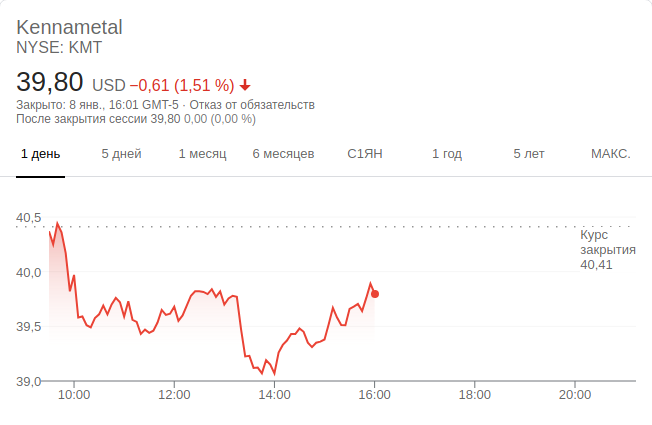 Kennametal
NYSE: KMT
39,80 USD −0,61 (1,51 %)
Закрыто: 8 янв., 16:01 GMT-5 · Отказ от обязательств
После закрытия сессии 39,80 0,00 (0,00 %)
1 день 5 дней 1 месяц 6 месяцев С1ЯН 1 год 5 лет МАКС.
40,5
Курс
закрытия
40,41
40,0
39,5
39,0
10:00 12:00 14:00 16:00 18:00 20:00